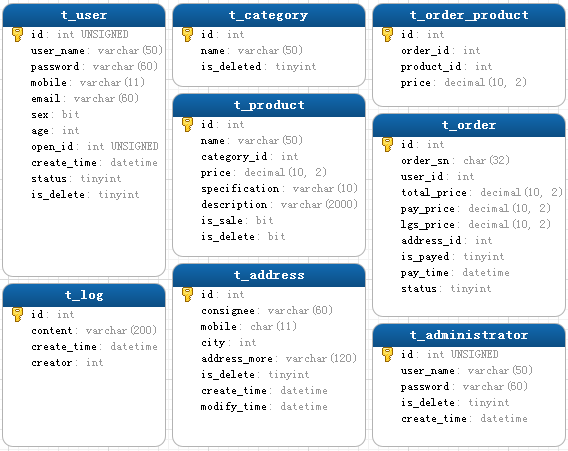 t_user
id: int UNSIGNED
user_name: varchar(50)
password: varchar(60)
mobile: varchar(11)
email: varchar(60)
sex: bit
age: int
open_id: int UNSIGNED
create_time: datetime
status: tinyint
is_delete: tinyint
t_log
id: int
content: varchar(200)
create_time: datetime
creator: int
t_category
id: int
name: varchar(50)
is_deleted: tinyint
t_product
id: int
name: varchar(50)
category_id: int
price: decimal(10, 2)
specification: varchar(10)
description: varchar(2000)
is_sale: bit
is_delete: bit
t_address
id: int
consignee: varchar(60)
mobile: char(11)
city: int
address_more: varchar(120)
is_delete: tinyint
create_time: datetime
modify_time: datetime
t_order_product
id: int
order_id: int
product_id: int
price: decimal(10, 2)
t_order
id: int
order_sn: char(32)
user_id: int
total_price: decimal(10, 2)
pay_price: decimal(10, 2)
lgs_price: decimal(10, 2)
address_id: int
is_payed: tinyint
pay_time: datetime
status: tinyint
t_administrator
id: int UNSIGNED
user_name: varchar(50)
password: varchar(60)
is_delete: tinyint
create_time: datetime